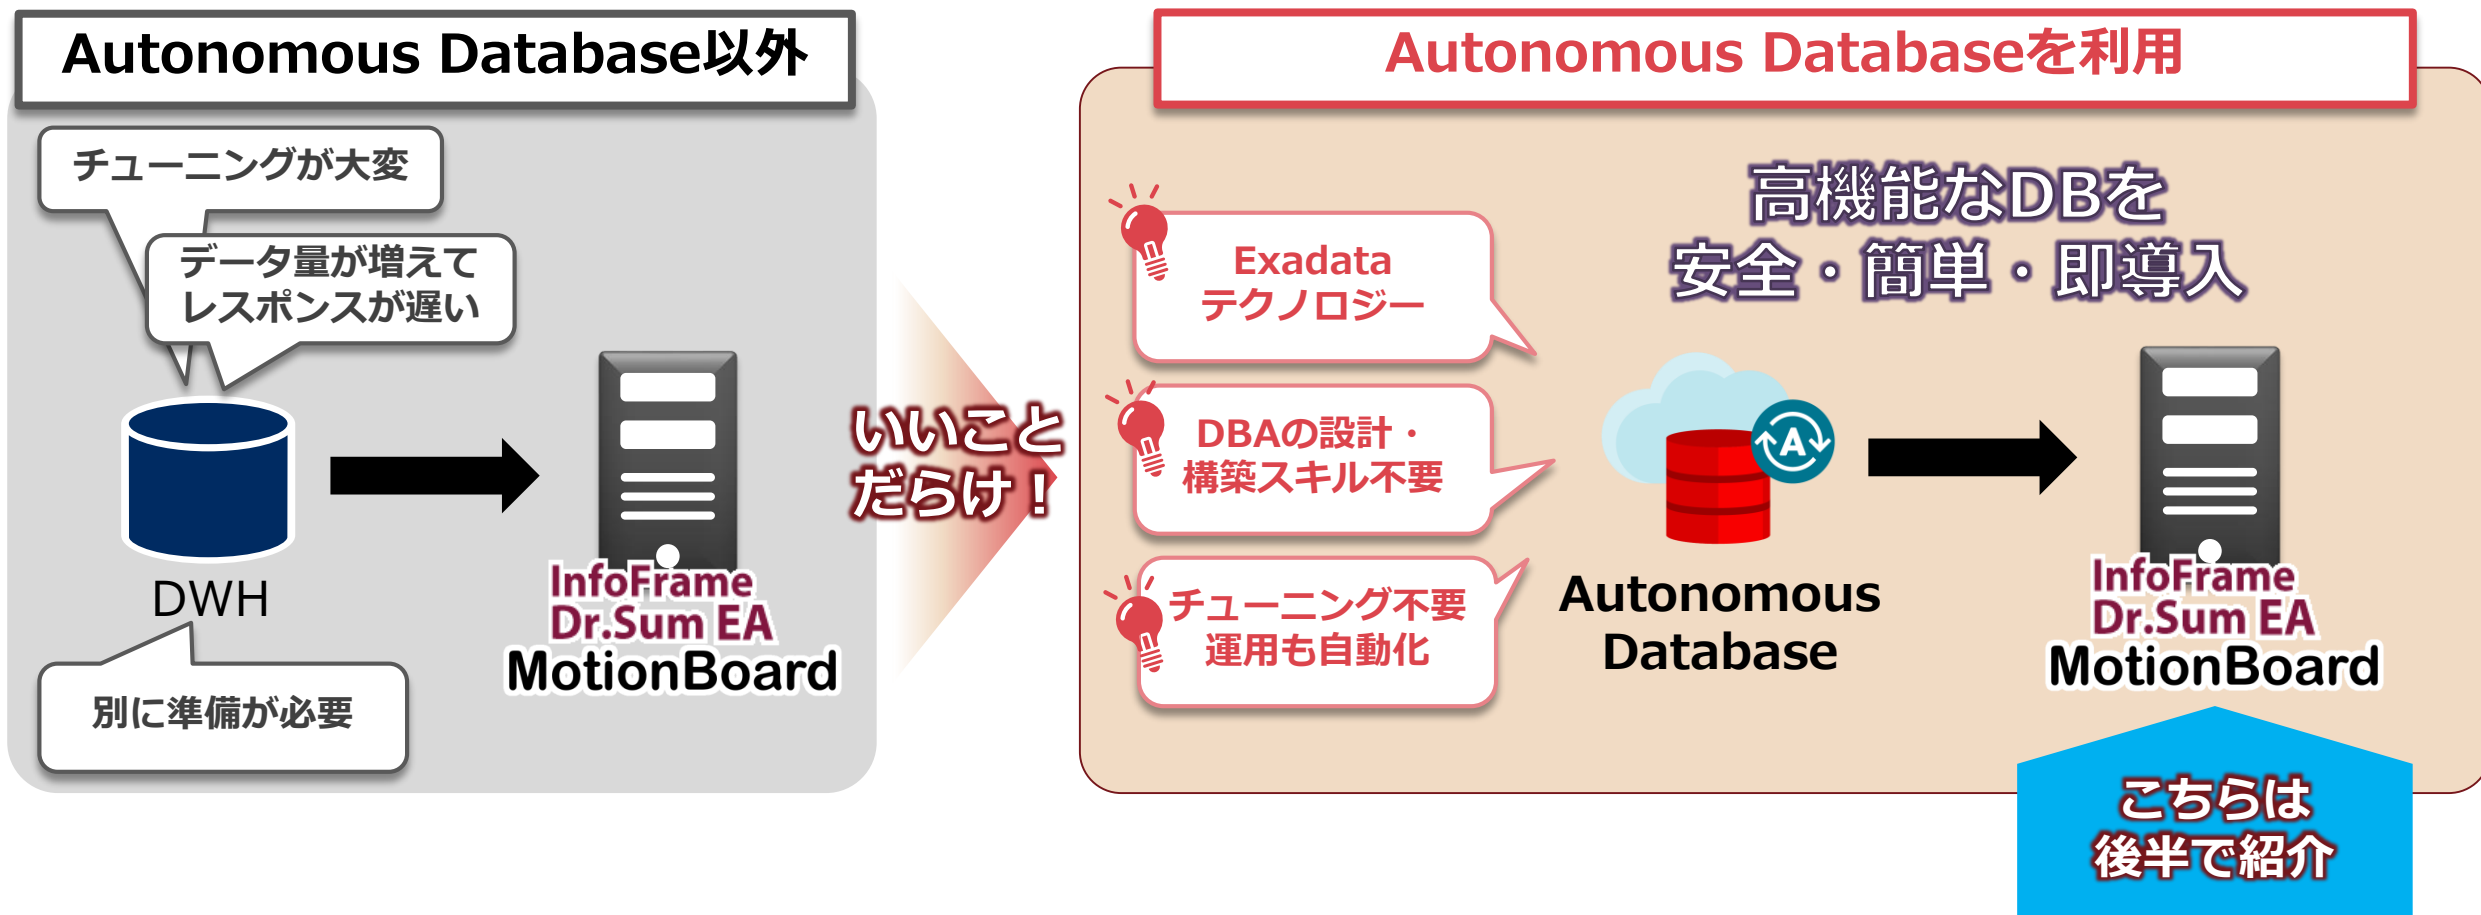 Autonomous Database以外
チューニングが大変
データ量が増えて
レスポンスが遅い
DWH
別に準備が必要
InfoFrame
Dr.Sum EA
MotionBoard
いいこと
だらけ！
Autonomous Databaseを利用
高機能なDBを
安全・簡単・即導入
Exadata
テクノロジー
DBAの設計・
構築スキル不要
チューニング不要
運用も自動化
A
Autonomous
Database
InfoFrame
Dr.Sum EA
MotionBoard
こちらは
後半で紹介